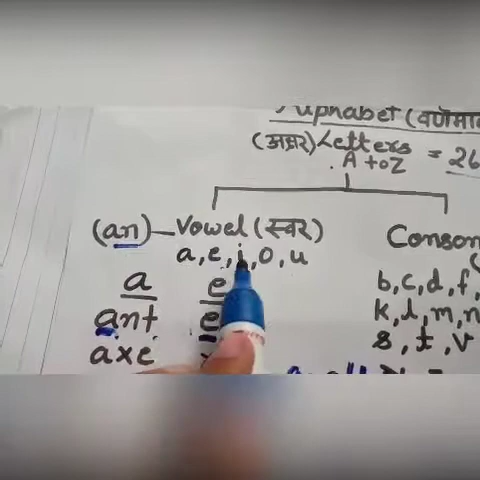 Alphabet (वर्णमा
(अक्षर) Letters = 26
A to Z
(an) – Vowel (स्वर) Conson
a, e, i, o, u
a e b, c, d, f,
ant e k, l, m, n
axe s, t, v